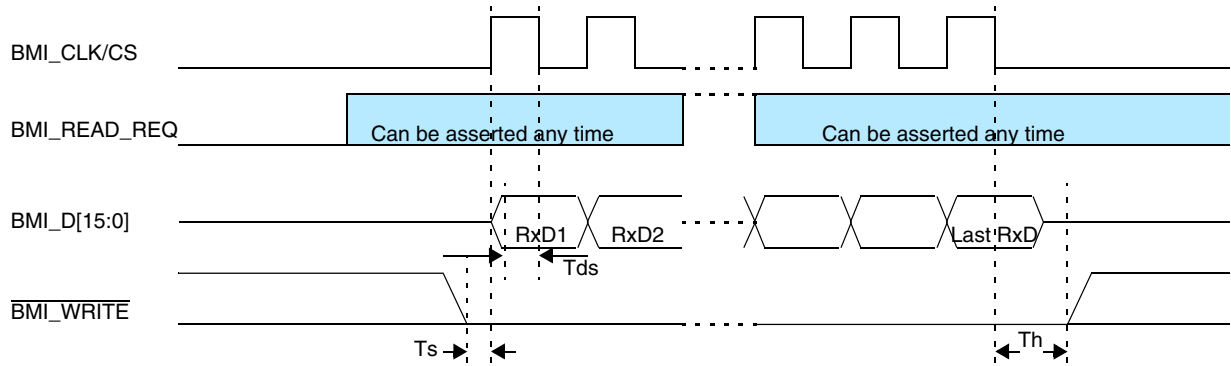 BMI_CLK/CS
BMI_READ_REQ
Can be asserted any time
Can be asserted any time
BMI_D[15:0]
RxD1
RxD2
Last RxD
Tds
BMI_WRITE
Ts
Th